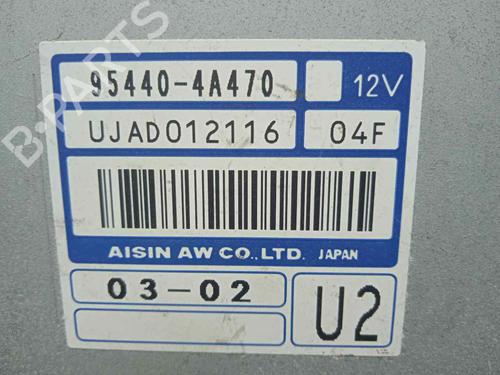 95440-4A470 12V
UJAD012116 04F
AISIN AW CO.,LTD. JAPAN
03-02 U2
B-PARTS